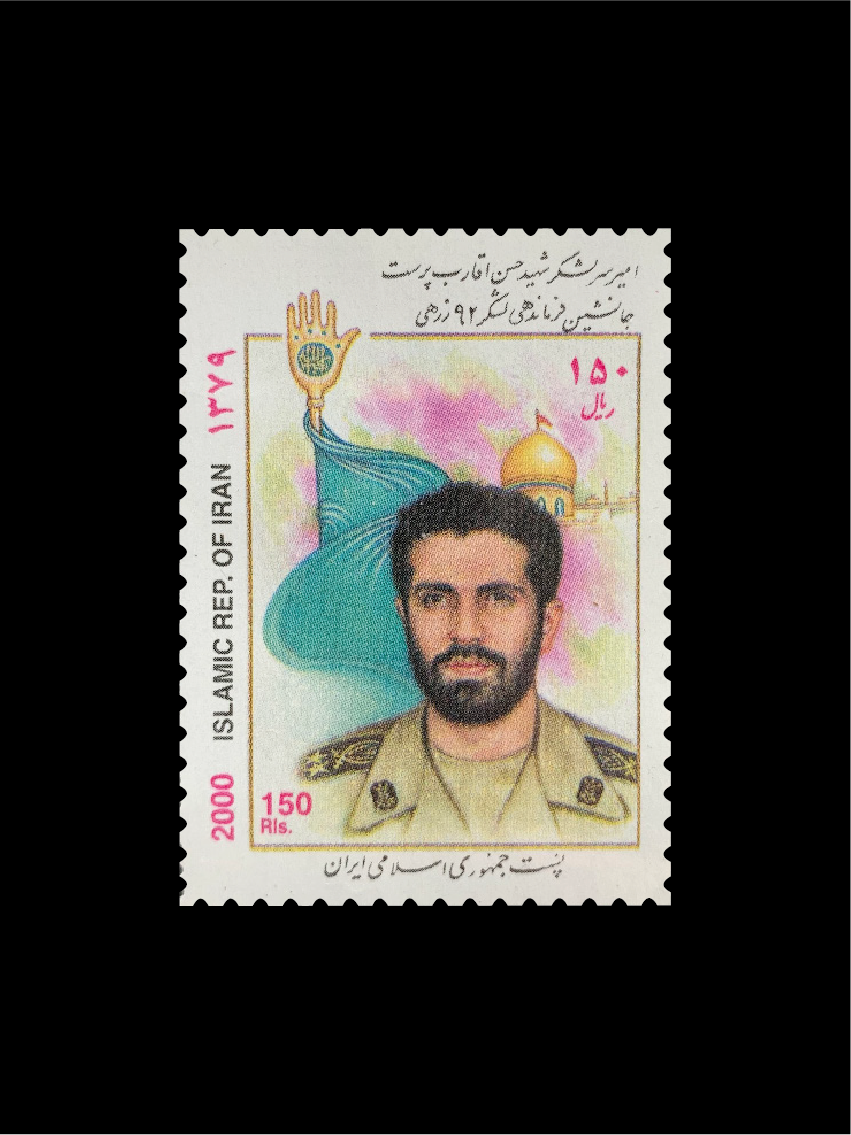 امیر سرلشکر شهید حسن اقارب پرست
جانشین فرماندهی لشکر ۹۲ زرهی
۱۵۰
ریال
۱۳۷۹
ISLAMIC REP. OF IRAN
2000
150
Rls.
پست جمهوری اسلامی ایران